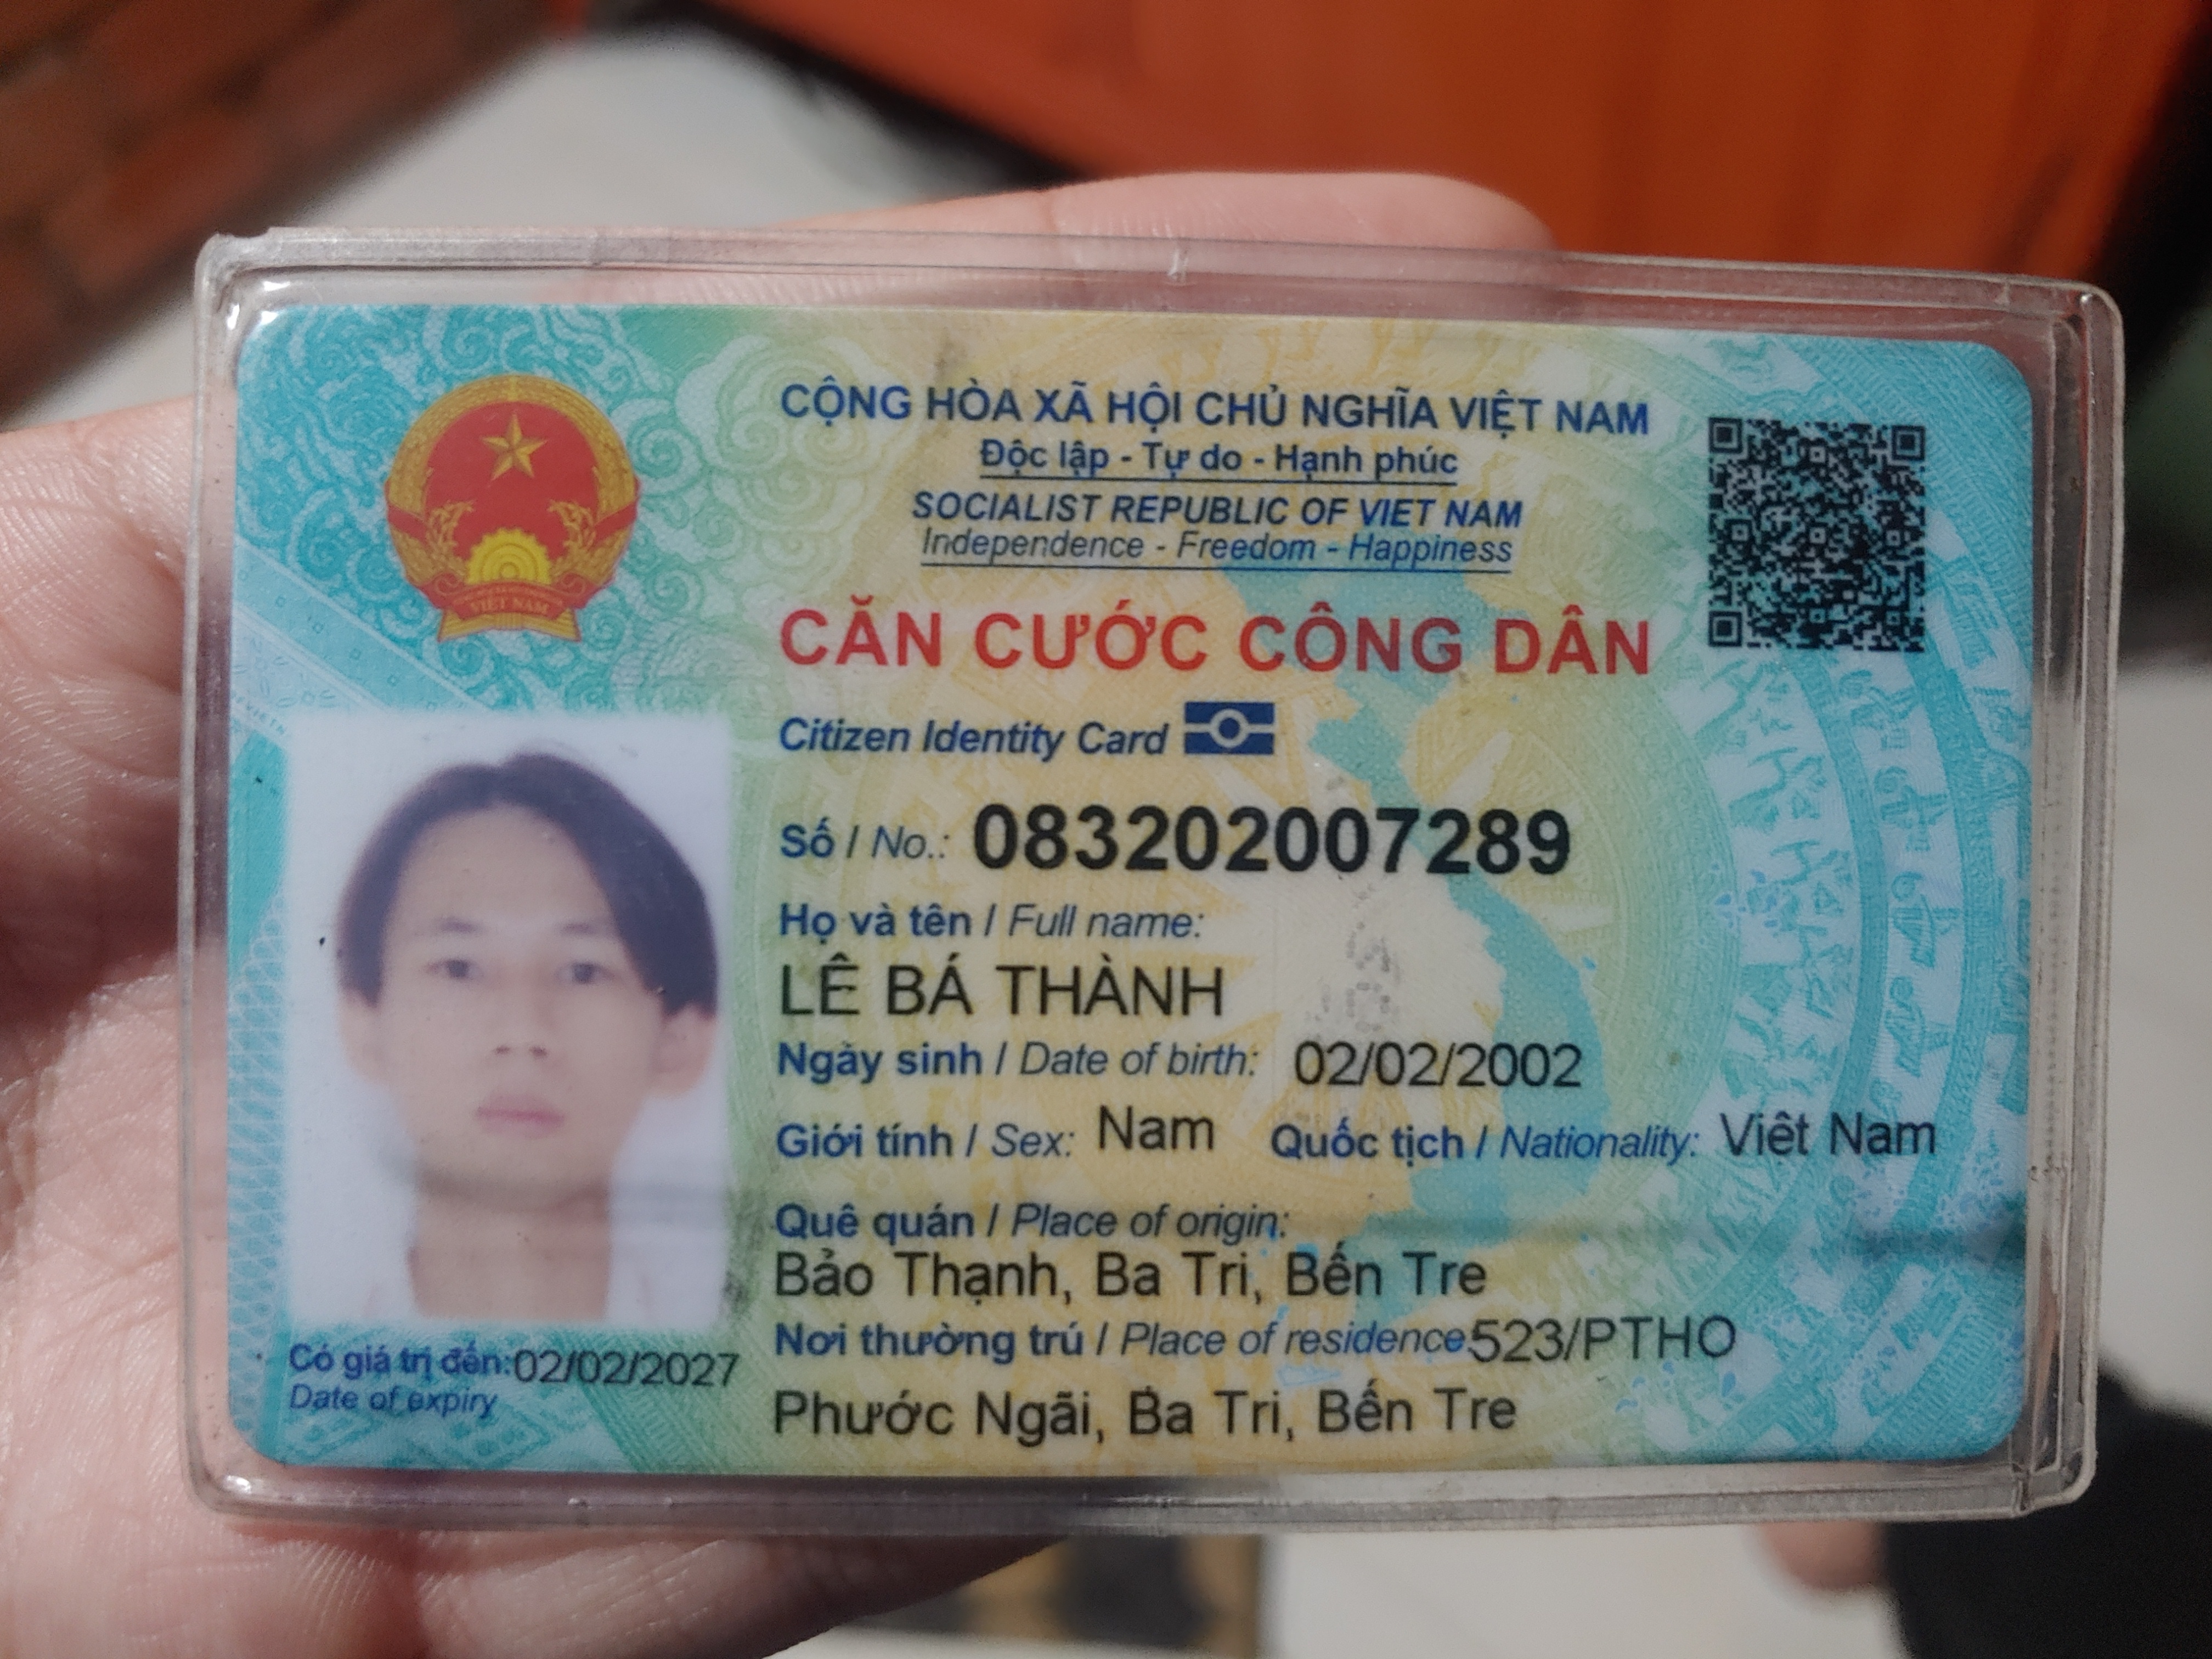 CỘNG HÒA XÃ HỘI CHỦ NGHĨA VIỆT NAM
Độc lập - Tự do - Hạnh phúc
SOCIALIST REPUBLIC OF VIET NAM
Independence - Freedom - Happiness
CĂN CƯỚC CÔNG DÂN
Citizen Identity Card
VIỆT NAM
Số / No.: 083202007289
Họ và tên / Full name:
LÊ BÁ THÀNH
Ngày sinh / Date of birth: 02/02/2002
Giới tính / Sex: Nam Quốc tịch / Nationality: Việt Nam
Quê quán / Place of origin:
Bảo Thạnh, Ba Tri, Bến Tre
Nơi thường trú / Place of residence 523/PTHO
Phước Ngãi, Ba Tri, Bến Tre
Có giá trị đến: 02/02/2027
Date of expiry